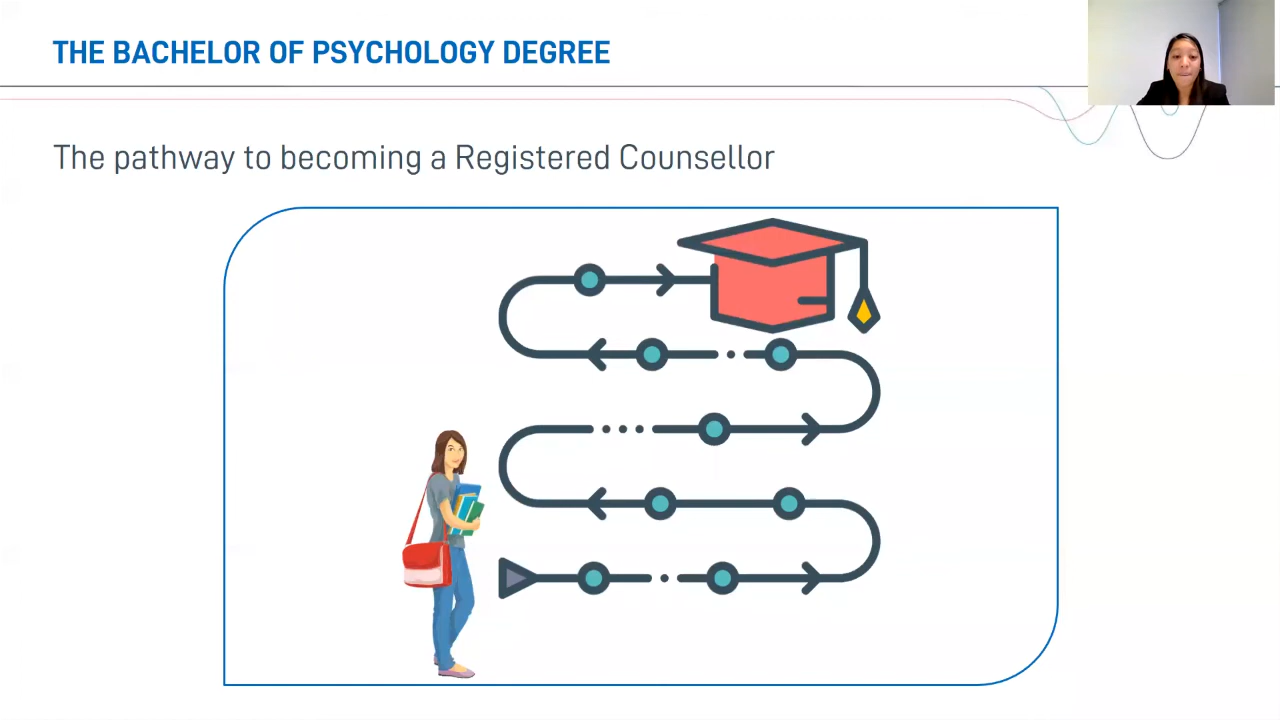 THE BACHELOR OF PSYCHOLOGY DEGREE
The pathway to becoming a Registered Counsellor